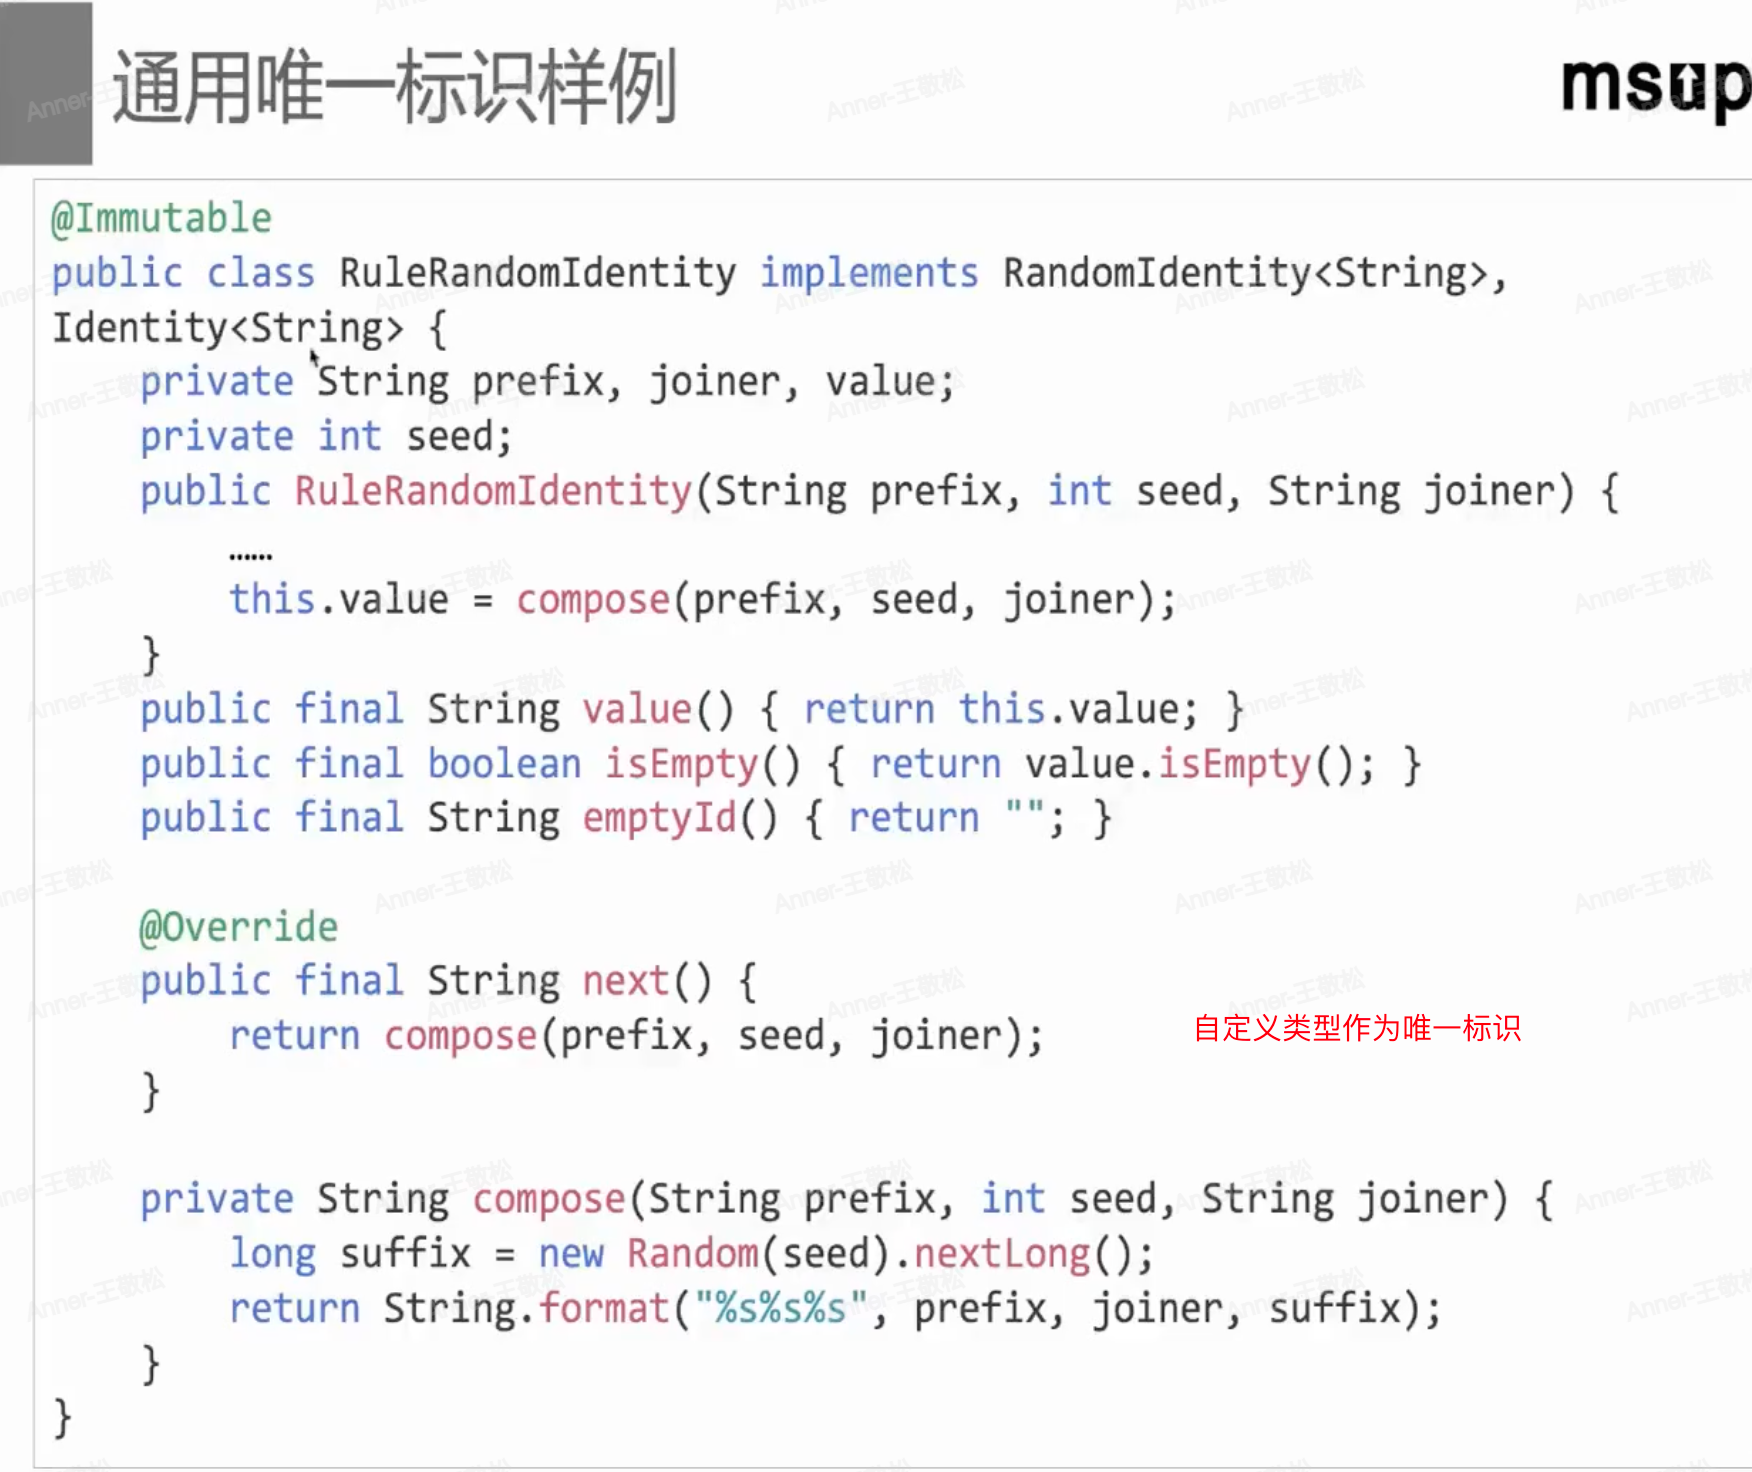 通用唯一标识样例
msup
@Immutable
public class RuleRandomIdentity implements RandomIdentity<String>,
Identity<String> {
    private String prefix, joiner, value;
    private int seed;
    public RuleRandomIdentity(String prefix, int seed, String joiner) {
        ……
        this.value = compose(prefix, seed, joiner);
    }
    public final String value() { return this.value; }
    public final boolean isEmpty() { return value.isEmpty(); }
    public final String emptyId() { return ""; }
    @Override
    public final String next() {
        return compose(prefix, seed, joiner);
自定义类型作为唯一标识
    }
    private String compose(String prefix, int seed, String joiner) {
        long suffix = new Random(seed).nextLong();
        return String.format("%s%s%s", prefix, joiner, suffix);
    }
}
Anner-王敬松